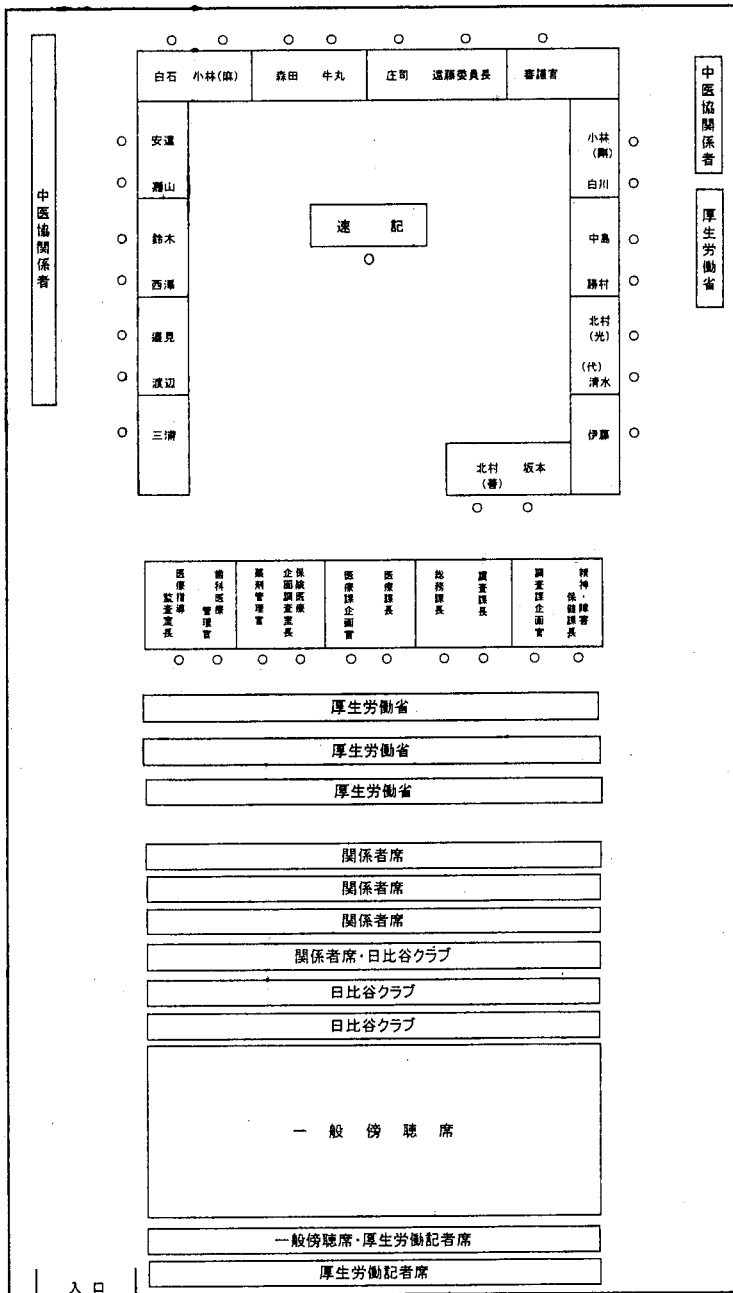 白石 小林(麻) 森田 牛丸 庄司 遠藤委員長 審議官
中医協関係者
安達
嘉山
鈴木
西澤
邉見
渡辺
三浦
速記
小林
(剛)
白川
中島
勝村
北村
(光)
(代)
清水
伊藤
北村 坂本
(善)
中医協関係者
厚生労働省
医療指導
監査室長
歯科医療
管理官
薬剤管理官
保険医療
企画調査室長
医療課企画官
医療課長
総務課長
調査課長
調査課企画官
精神・障害
保健課長
厚生労働省
厚生労働省
厚生労働省
関係者席
関係者席
関係者席
関係者席・日比谷クラブ
日比谷クラブ
日比谷クラブ
一般傍聴席
一般傍聴席・厚生労働記者席
厚生労働記者席
入口